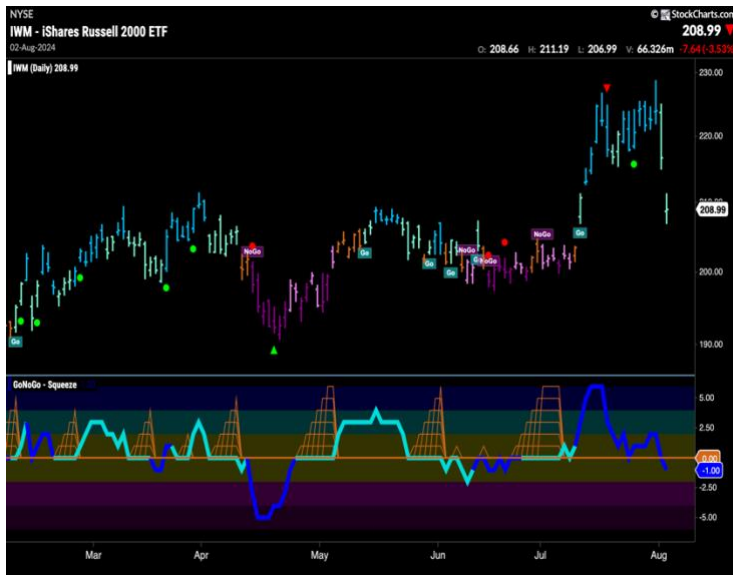 NYSE
© StockCharts.com
IWM - iShares Russell 2000 ETF
208.99
02-Aug-2024
O: 208.66 H: 211.19 L: 206.99 V: 66.326m -7.64 (-3.53%)
IWM (Daily) 208.99
230.00
220.00
210.00
208.99
200.00
190.00
Go
NoGo
Go
Go
Go
NoGo
NoGo
NoGo
Go
GoNoGo - Squeeze
5.00
2.50
0.00
-1.00
-2.50
-5.00
Mar Apr May Jun Jul Aug